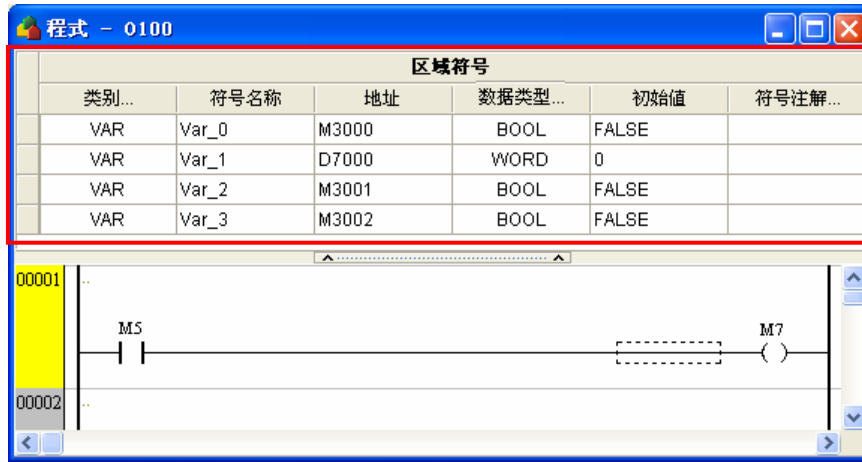 程式 - 0100
区域符号
类别... 符号名称 地址 数据类型... 初始值 符号注解...
VAR Var_0 M3000 BOOL FALSE
VAR Var_1 D7000 WORD 0
VAR Var_2 M3001 BOOL FALSE
VAR Var_3 M3002 BOOL FALSE
00001 ..
M5 M7
00002 ..